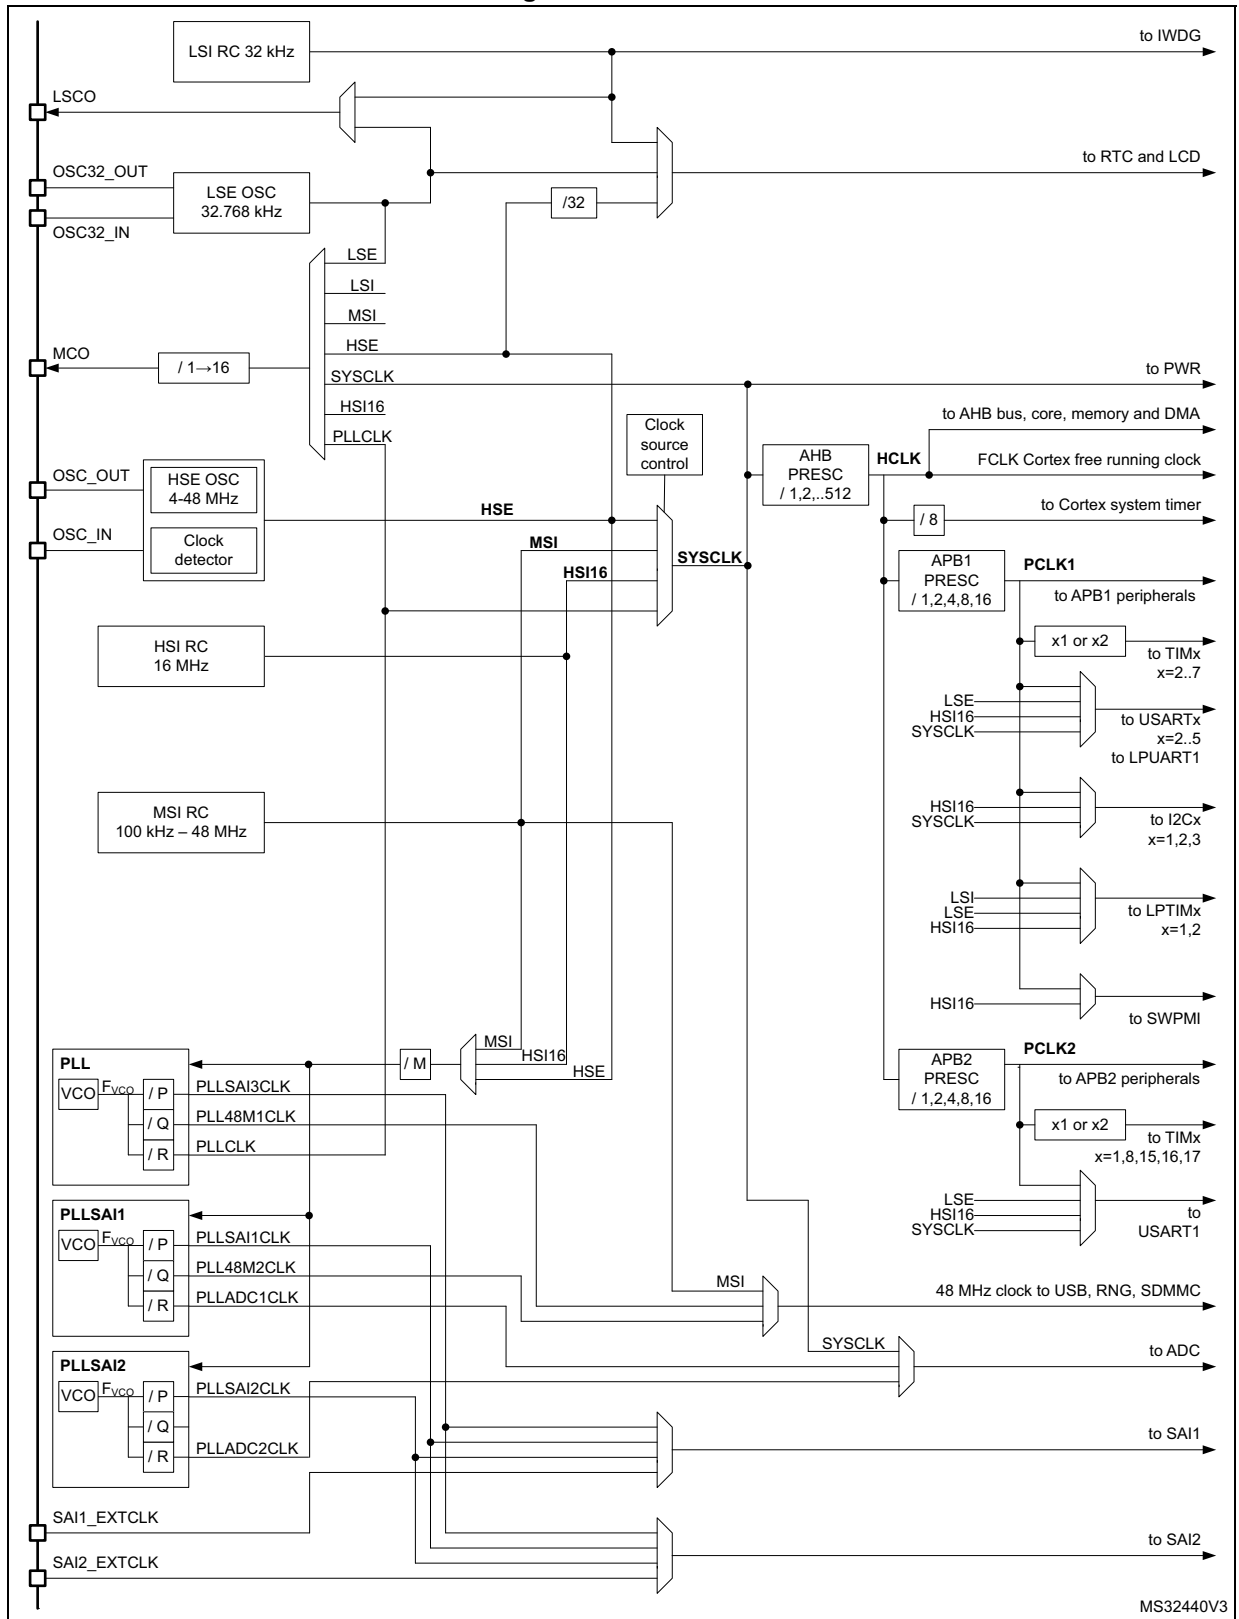 LSI RC 32 kHz
to IWDG
LSCO
OSC32_OUT
to RTC and LCD
LSE OSC
32.768 kHz
/32
OSC32_IN
LSE
LSI
MSI
HSE
MCO
/ 1→16
SYSCLK
to PWR
HSI16
to AHB bus, core, memory and DMA
PLLCLK
Clock
source
control
AHB
PRESC
/ 1,2,..512
HCLK
FCLK Cortex free running clock
OSC_OUT
HSE OSC
4-48 MHz
HSE
to Cortex system timer
/ 8
OSC_IN
Clock
detector
MSI
HSI16
SYSCLK
APB1
PRESC
/ 1,2,4,8,16
PCLK1
to APB1 peripherals
HSI RC
16 MHz
x1 or x2
to TIMx
x=2..7
LSE
HSI16
SYSCLK
to USARTx
x=2..5
to LPUART1
MSI RC
100 kHz – 48 MHz
HSI16
SYSCLK
to I2Cx
x=1,2,3
LSI
LSE
HSI16
to LPTIMx
x=1,2
HSI16
to SWPMI
MSI
HSI16
HSE
/ M
PLL
VCO
FVCO
/ P
PLLSAI3CLK
/ Q
PLL48M1CLK
/ R
PLLCLK
APB2
PRESC
/ 1,2,4,8,16
PCLK2
to APB2 peripherals
x1 or x2
to TIMx
x=1,8,15,16,17
LSE
HSI16
SYSCLK
to
USART1
PLLSAI1
VCO
FVCO
/ P
PLLSAI1CLK
/ Q
PLL48M2CLK
/ R
PLLADC1CLK
MSI
48 MHz clock to USB, RNG, SDMMC
SYSCLK
to ADC
PLLSAI2
VCO
FVCO
/ P
PLLSAI2CLK
/ Q
/ R
PLLADC2CLK
to SAI1
SAI1_EXTCLK
to SAI2
SAI2_EXTCLK
MS32440V3